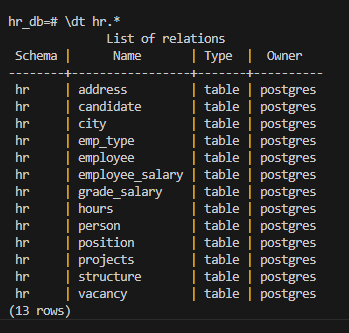 hr_db=# \dt hr.*
List of relations
Schema | Name | Type | Owner
--------+-----------------+-------+----------
hr | address | table | postgres
hr | candidate | table | postgres
hr | city | table | postgres
hr | emp_type | table | postgres
hr | employee | table | postgres
hr | employee_salary | table | postgres
hr | grade_salary | table | postgres
hr | hours | table | postgres
hr | person | table | postgres
hr | position | table | postgres
hr | projects | table | postgres
hr | structure | table | postgres
hr | vacancy | table | postgres
(13 rows)